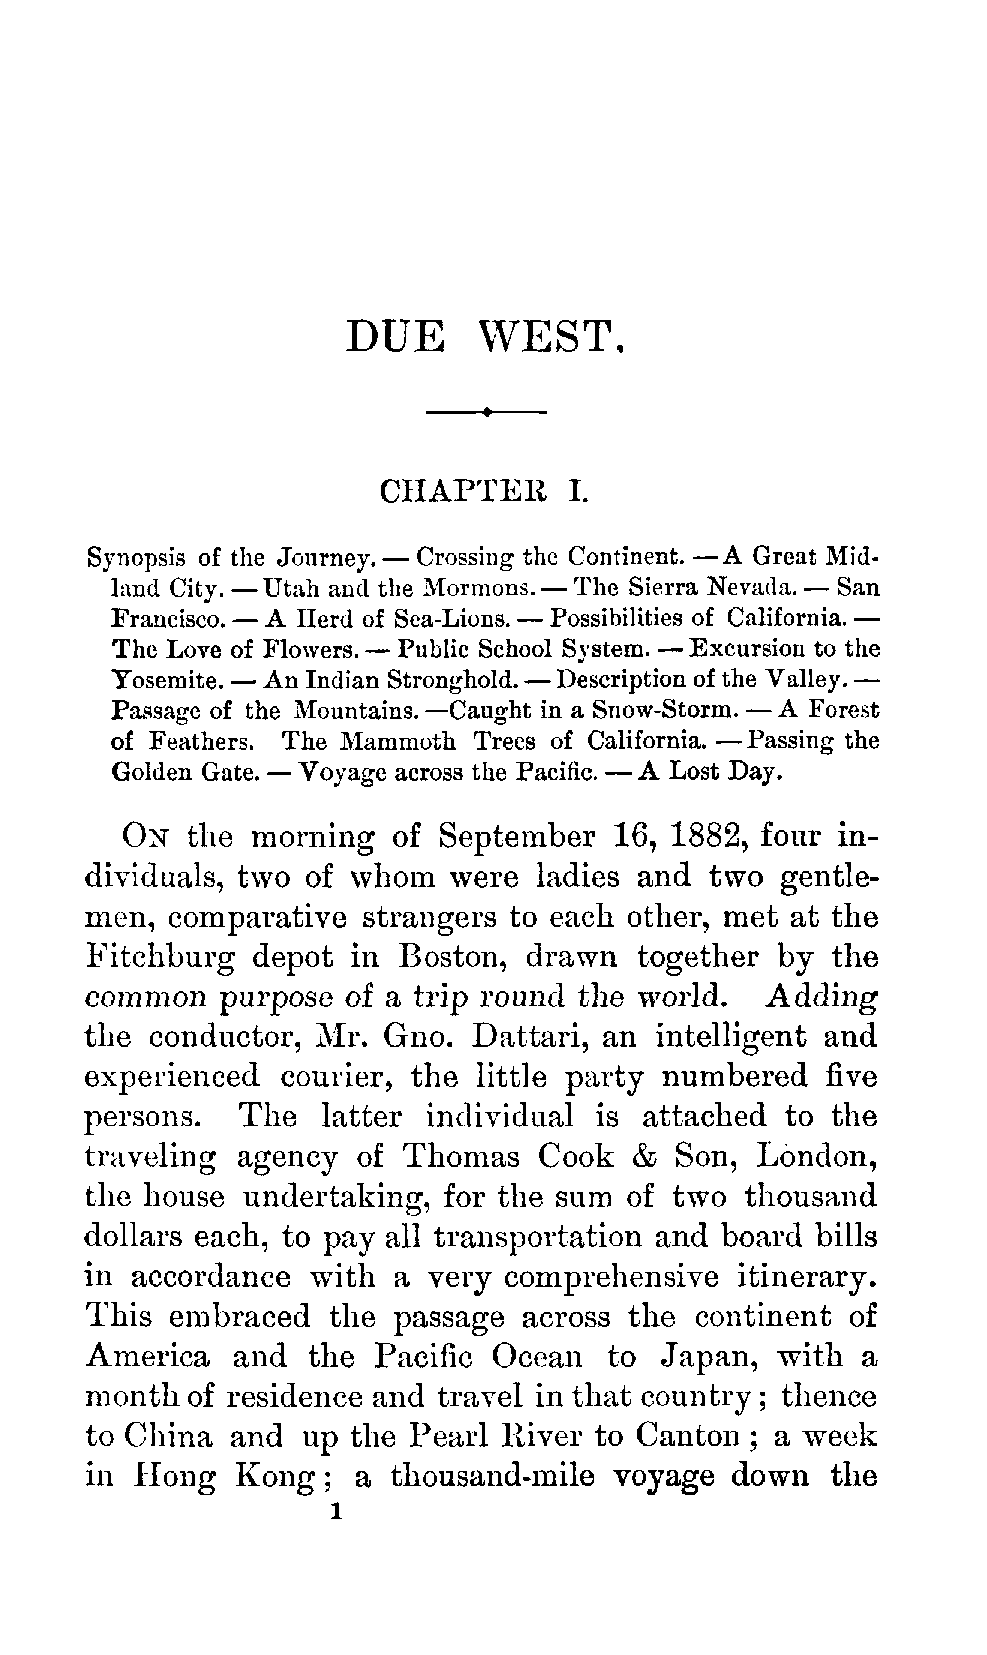 DUE WEST.
CHAPTER I.
Synopsis of the Journey. — Crossing the Continent. — A Great Mid-
land City. — Utah and the Mormons. — The Sierra Nevada. — San
Francisco. — A Herd of Sea-Lions. — Possibilities of California. —
The Love of Flowers. — Public School System. — Excursion to the
Yosemite. — An Indian Stronghold. — Description of the Valley. —
Passage of the Mountains. —Caught in a Snow-Storm. — A Forest
of Feathers. The Mammoth Trees of California. — Passing the
Golden Gate. — Voyage across the Pacific. — A Lost Day.
ON the morning of September 16, 1882, four in-
dividuals, two of whom were ladies and two gentle-
men, comparative strangers to each other, met at the
Fitchburg depot in Boston, drawn together by the
common purpose of a trip round the world. Adding
the conductor, Mr. Gno. Dattari, an intelligent and
experienced courier, the little party numbered five
persons. The latter individual is attached to the
traveling agency of Thomas Cook & Son, London,
the house undertaking, for the sum of two thousand
dollars each, to pay all transportation and board bills
in accordance with a very comprehensive itinerary.
This embraced the passage across the continent of
America and the Pacific Ocean to Japan, with a
month of residence and travel in that country; thence
to China and up the Pearl River to Canton; a week
in Hong Kong; a thousand-mile voyage down the
1